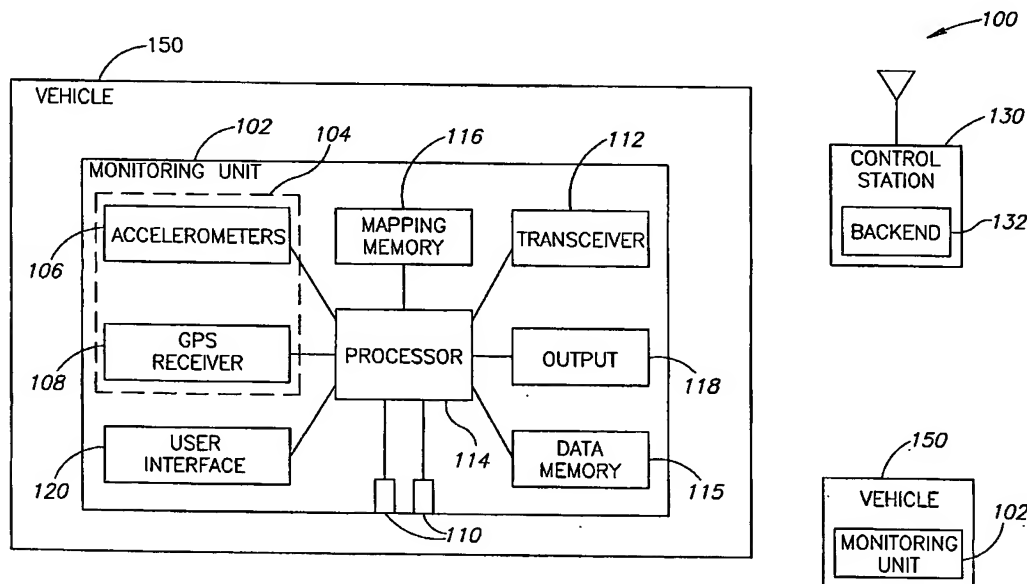 100
150
VEHICLE
102
104
116
112
MONITORING UNIT
ACCELEROMETERS
106
MAPPING
MEMORY
TRANSCEIVER
130
CONTROL
STATION
BACKEND
132
GPS
RECEIVER
108
PROCESSOR
OUTPUT
118
USER
INTERFACE
120
114
DATA
MEMORY
115
110
150
VEHICLE
102
MONITORING
UNIT